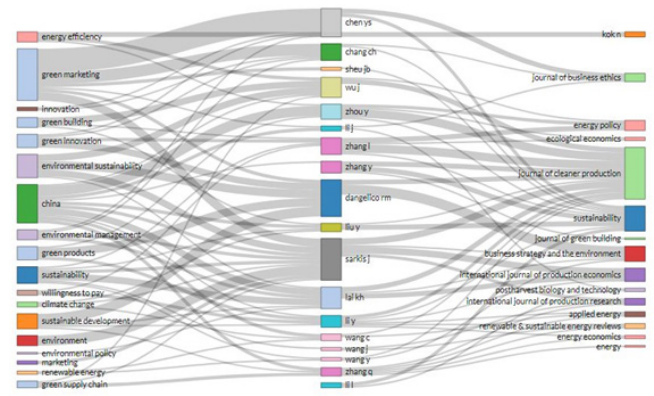 energy efficiency
green marketing
innovation
green building
green innovation
environmental sustainability
china
environmental management
green products
sustainability
willingness to pay
climate change
sustainable development
environment
environmental policy
marketing
renewable energy
green supply chain
chen ys
chang ch
sheu jb
wu j
zhou y
li j
zhang l
zhang y
dangelico rm
liu y
sarkis j
lai kh
li y
wang c
wang j
wang y
zhang q
li l
kok n
journal of business ethics
energy policy
ecological economics
journal of cleaner production
sustainability
journal of green building
business strategy and the environment
international journal of production economics
postharvest biology and technology
international journal of production research
applied energy
renewable & sustainable energy reviews
energy economics
energy